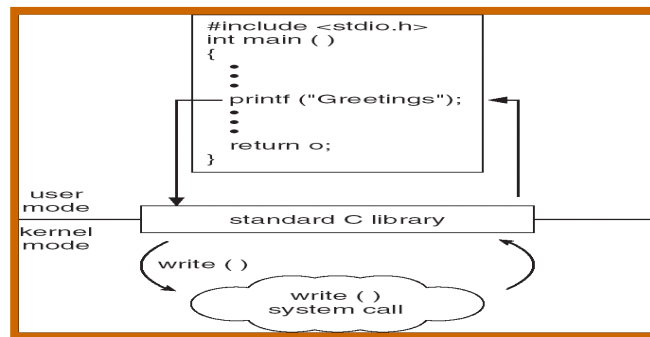 #include <stdio.h>
int main ( )
{
•
•
•
printf ("Greetings");
•
•
•
return o;
}
user
mode
standard C library
kernel
mode
write ( )
write ( )
system call